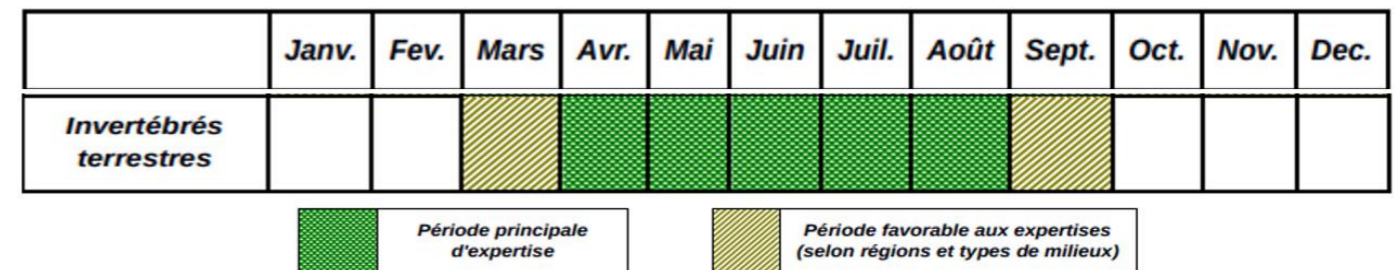 Janv. Fev. Mars Avr. Mai Juin Juil. Août Sept. Oct. Nov. Dec.
Invertébrés
terrestres
Période principale
d'expertise
Période favorable aux expertises
(selon régions et types de milieux)